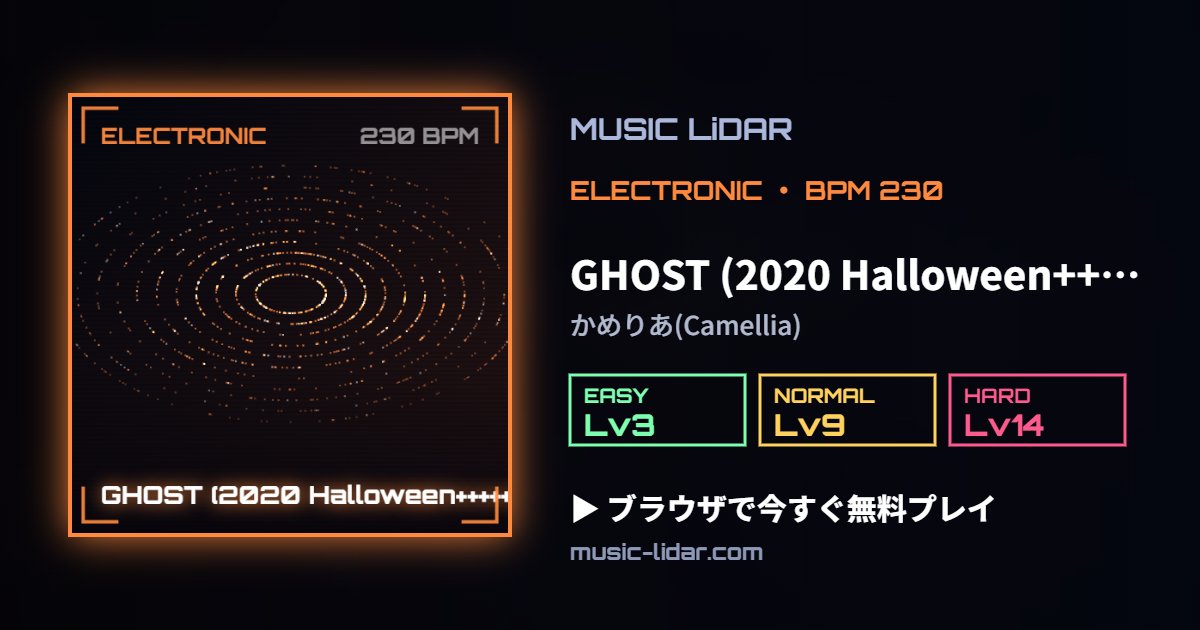 ELECTRONIC
230 BPM
GHOST (2020 Halloween+++++
MUSIC LiDAR
ELECTRONIC • BPM 230
GHOST (2020 Halloween++…
かめりあ(Camellia)
EASY
Lv3
NORMAL
Lv9
HARD
Lv14
▶ ブラウザで今すぐ無料プレイ
music-lidar.com